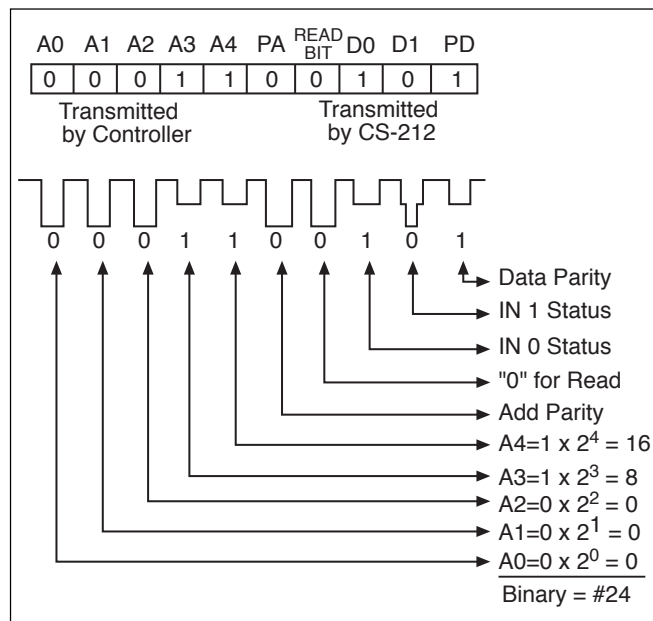 A0 A1 A2 A3 A4 PA READ BIT D0 D1 PD
0 0 0 1 1 0 0 1 0 1
Transmitted by Controller
Transmitted by CS-212
0 0 0 1 1 0 0 1 0 1
Data Parity
IN 1 Status
IN 0 Status
"0" for Read
Add Parity
A4=1 x 2⁴ = 16
A3=1 x 2³ = 8
A2=0 x 2² = 0
A1=0 x 2¹ = 0
A0=0 x 2⁰ = 0
Binary = #24